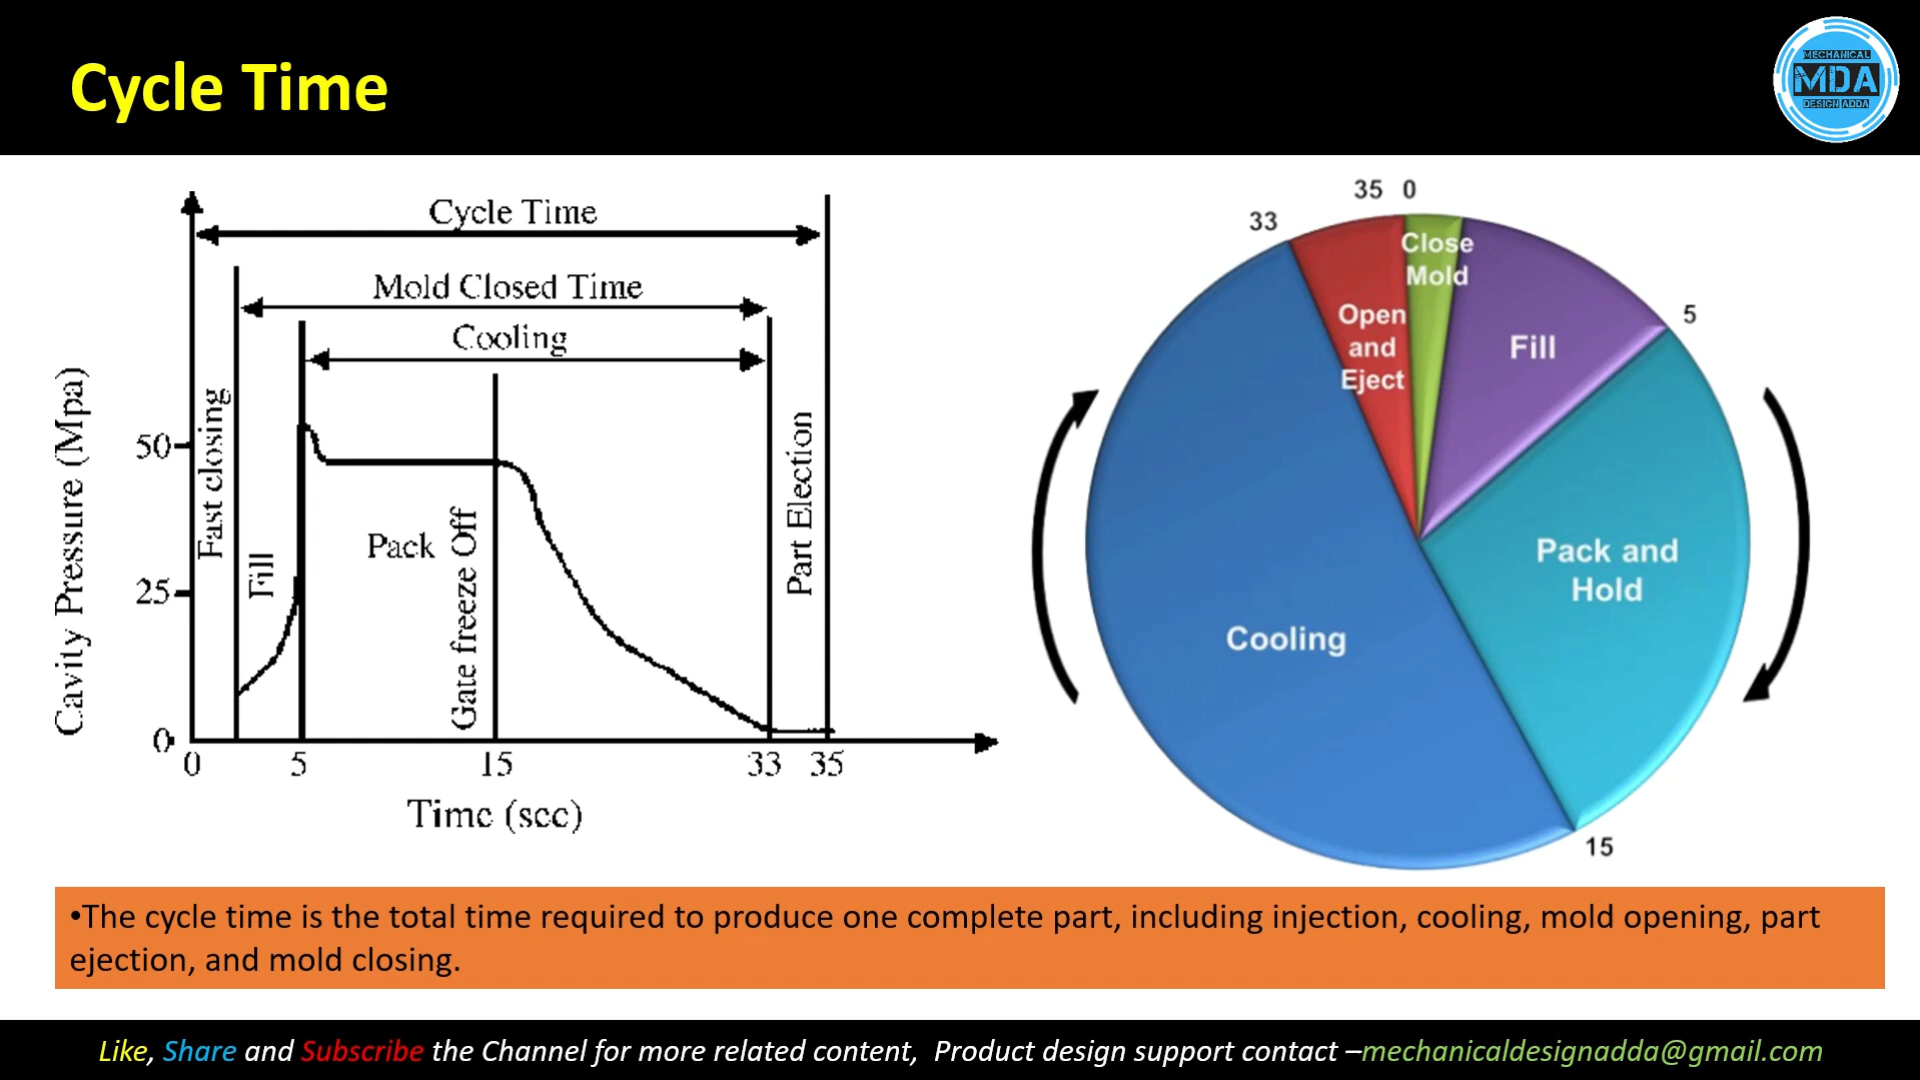 Cycle Time
MECHANICAL
MDA
DESIGN ADDA
Cycle Time
Mold Closed Time
Cooling
Cavity Pressure (Mpa)
50
25
0
Fast closing
Fill
Pack
Gate freeze Off
Part Election
0 5 15 33 35
Time (sec)
35 0
33
5
15
Close
Mold
Open
and
Eject
Fill
Pack and
Hold
Cooling
•The cycle time is the total time required to produce one complete part, including injection, cooling, mold opening, part
ejection, and mold closing.
Like, Share and Subscribe the Channel for more related content, Product design support contact –mechanicaldesignadda@gmail.com